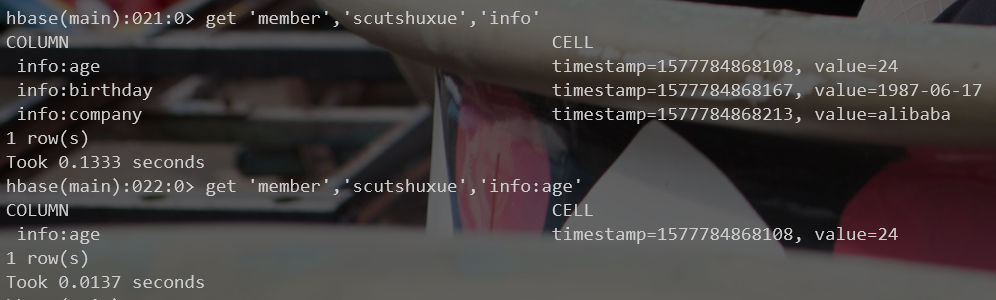 hbase(main):021:0> get 'member','scutshuxue','info'
COLUMN CELL
info:age timestamp=1577784868108, value=24
info:birthday timestamp=1577784868167, value=1987-06-17
info:company timestamp=1577784868213, value=alibaba
1 row(s)
Took 0.1333 seconds
hbase(main):022:0> get 'member','scutshuxue','info:age'
COLUMN CELL
info:age timestamp=1577784868108, value=24
1 row(s)
Took 0.0137 seconds